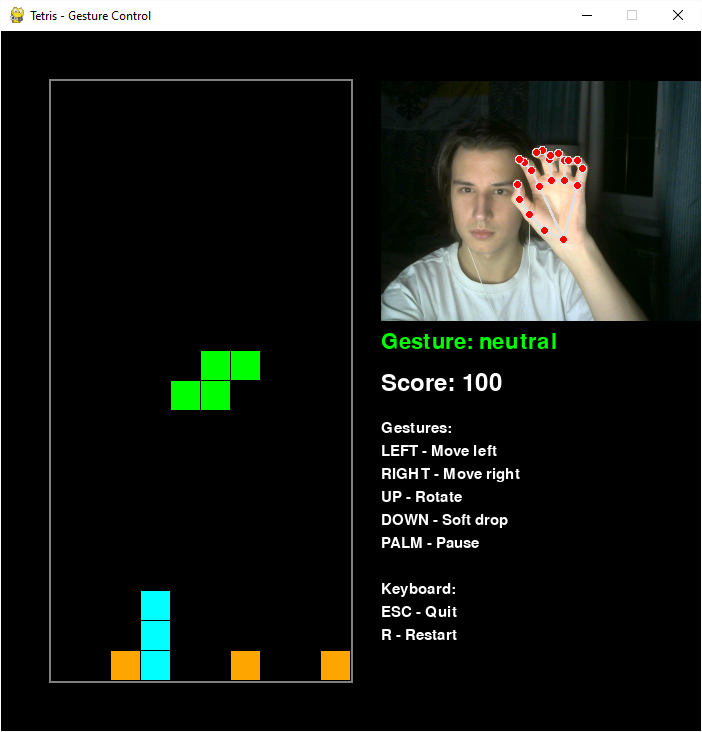 Tetris - Gesture Control
Gesture: neutral
Score: 100
Gestures:
LEFT - Move left
RIGHT - Move right
UP - Rotate
DOWN - Soft drop
PALM - Pause
Keyboard:
ESC - Quit
R - Restart